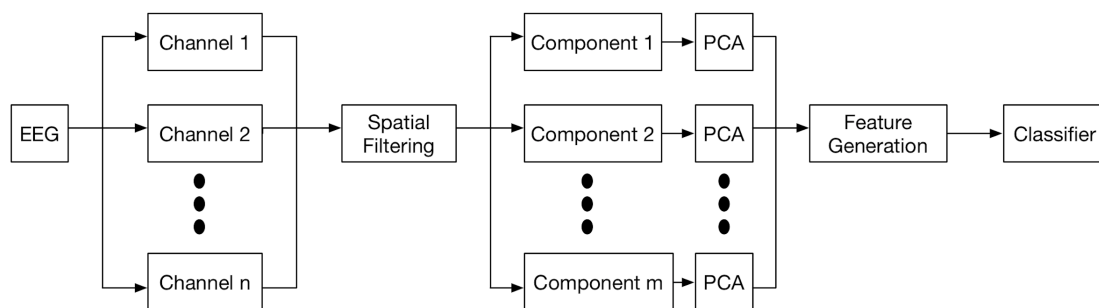 EEG
Channel 1
Channel 2
Channel n
Spatial
Filtering
Component 1
PCA
Component 2
PCA
Component m
PCA
Feature
Generation
Classifier